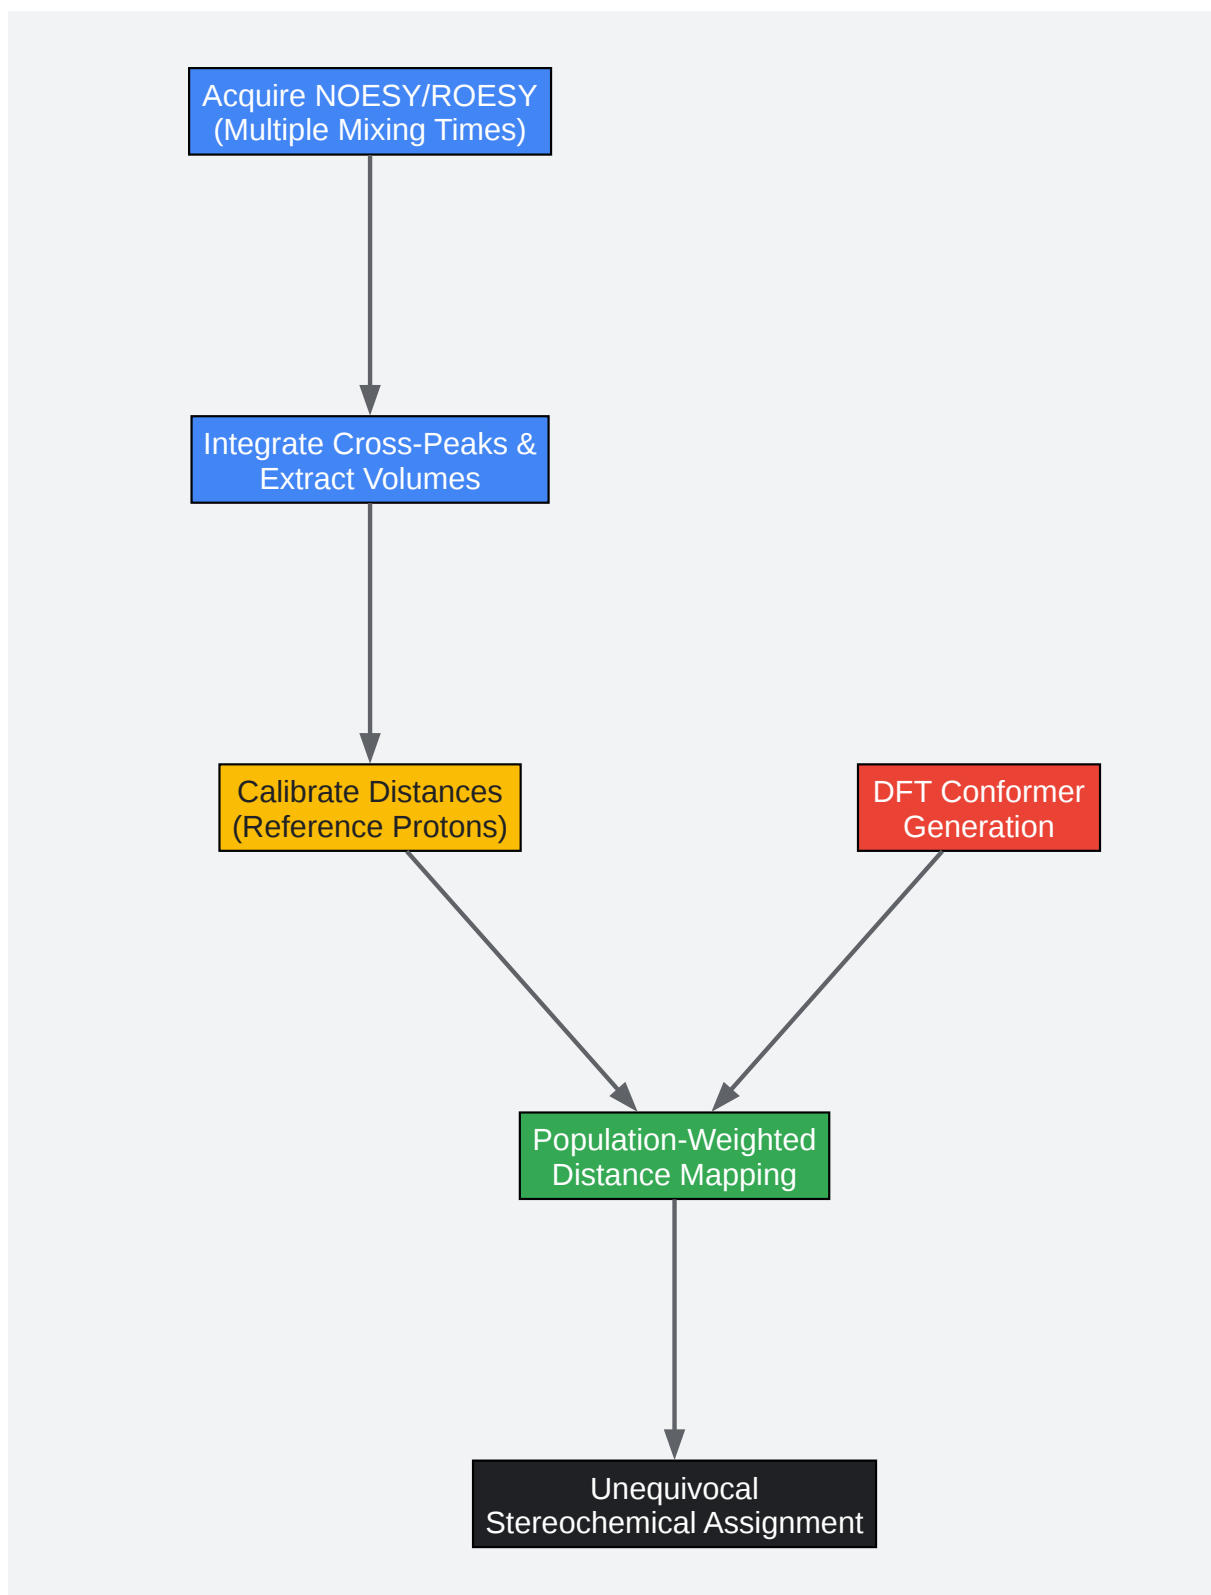 Acquire NOESY/ROESY
(Multiple Mixing Times)
Integrate Cross-Peaks &
Extract Volumes
Calibrate Distances
(Reference Protons)
DFT Conformer
Generation
Population-Weighted
Distance Mapping
Unequivocal
Stereochemical Assignment